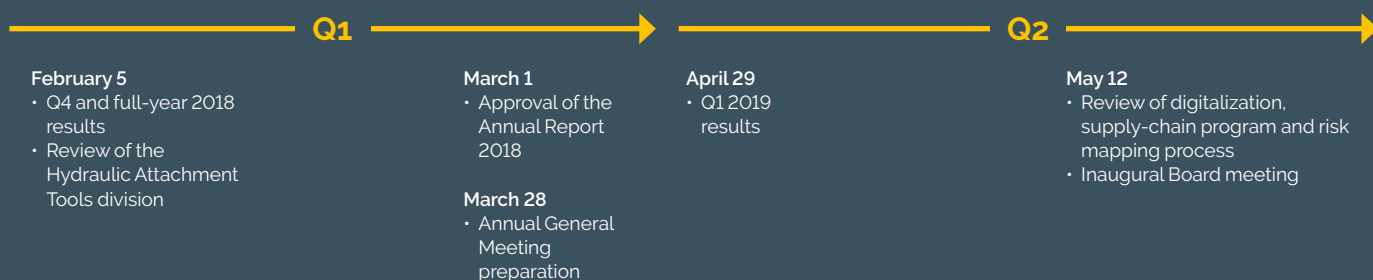 Q1
Q2
February 5
• Q4 and full-year 2018
results
• Review of the
Hydraulic Attachment
Tools division
March 1
• Approval of the
Annual Report
2018
March 28
• Annual General
Meeting
preparation
April 29
• Q1 2019
results
May 12
• Review of digitalization,
supply-chain program and risk
mapping process
• Inaugural Board meeting